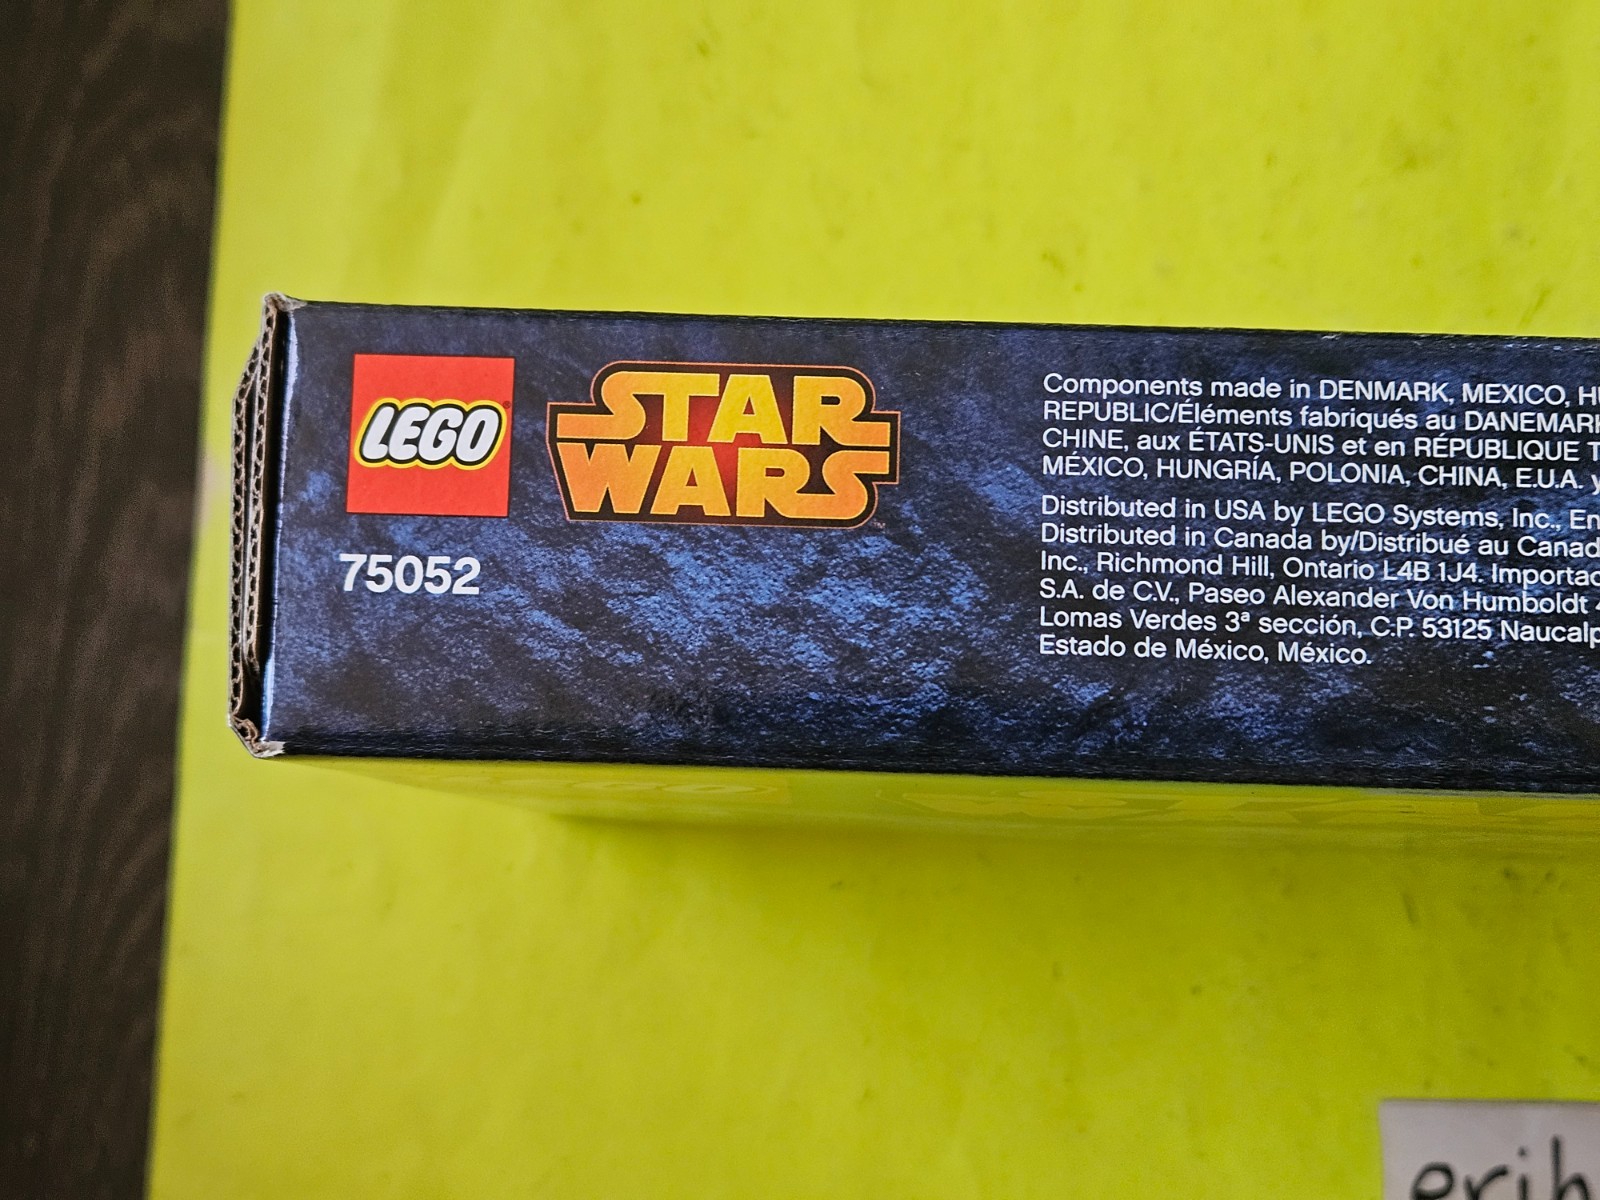 LEGO
STAR
WARS
75052
Components made in DENMARK, MEXICO,
REPUBLIC/Éléments fabriqués au
CHINE, aux ÉTATS-UNIS et en RÉPUBLIQUE
MÉXICO, HUNGRÍA, POLONIA, CHINA, E.U.A. y
Distributed in USA by LEGO Systems, Inc.,
Distributed in Canada by/Distribué au
Inc., Richmond Hill, Ontario L4B 1J4.
S.A. de C.V., Paseo Alexander Von Humboldt
Lomas Verdes 3ª sección, C.P. 53125
Estado de México, México.